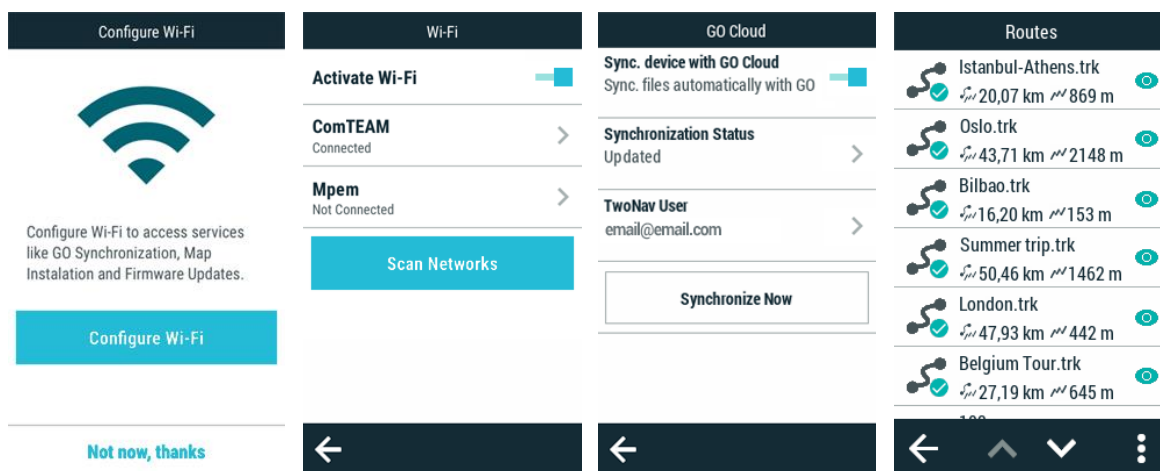 Configure Wi-Fi
Configure Wi-Fi to access services
like GO Synchronization, Map
Instalation and Firmware Updates.
Configure Wi-Fi
Not now, thanks
Wi-Fi
Activate Wi-Fi
ComTEAM
Connected
Mpem
Not Connected
Scan Networks
GO Cloud
Sync. device with GO Cloud
Sync. files automatically with GO
Synchronization Status
Updated
TwoNav User
email@email.com
Synchronize Now
Routes
Istanbul-Athens.trk
20,07 km 869 m
Oslo.trk
43,71 km 2148 m
Bilbao.trk
16,20 km 153 m
Summer trip.trk
50,46 km 1462 m
London.trk
47,93 km 442 m
Belgium Tour.trk
27,19 km 645 m